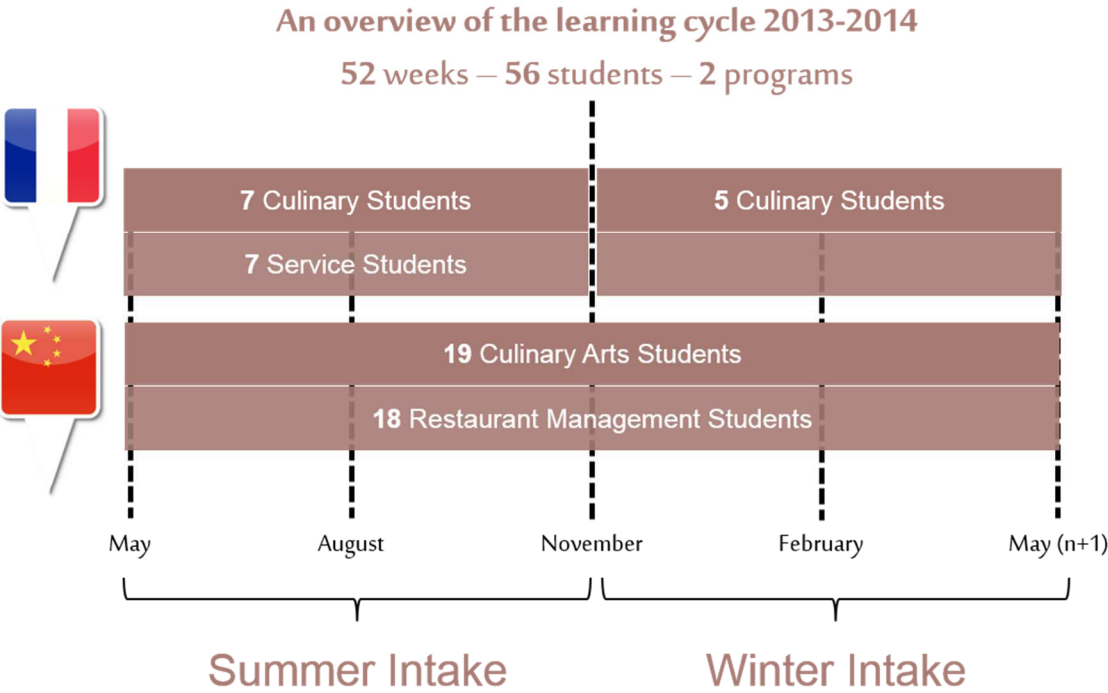 An overview of the learning cycle 2013-2014
52 weeks – 56 students – 2 programs
7 Culinary Students
5 Culinary Students
7 Service Students
19 Culinary Arts Students
18 Restaurant Management Students
May
August
November
February
May (n+1)
Summer Intake
Winter Intake